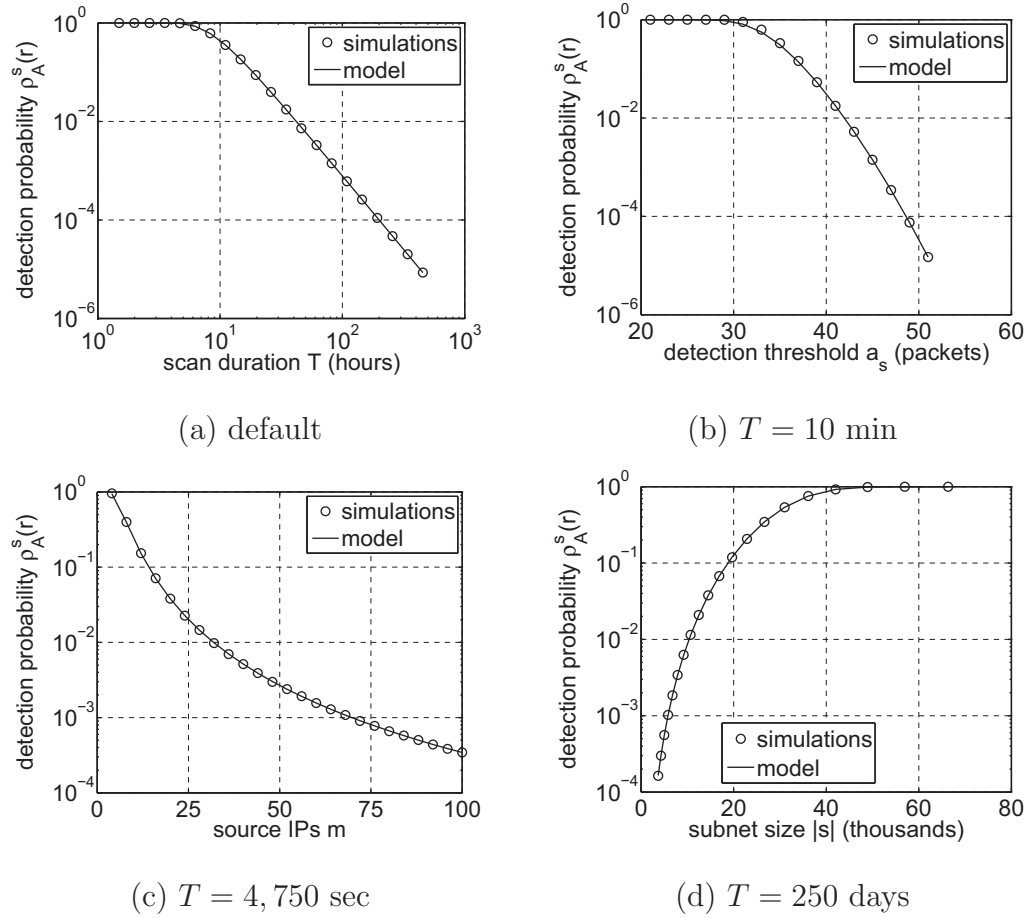 10^0
10^-2
10^-4
10^-6
detection probability ρ_A^s(r)
10^0 10^1 10^2 10^3
scan duration T (hours)
simulations
model
(a) default
10^0
10^-2
10^-4
10^-6
detection probability ρ_A^s(r)
20 30 40 50 60
detection threshold a_s (packets)
simulations
model
(b) T = 10 min
10^0
10^-1
10^-2
10^-3
10^-4
detection probability ρ_A^s(r)
0 25 50 75 100
source IPs m
simulations
model
(c) T = 4, 750 sec
10^0
10^-1
10^-2
10^-3
10^-4
detection probability ρ_A^s(r)
0 20 40 60 80
subnet size |s| (thousands)
simulations
model
(d) T = 250 days